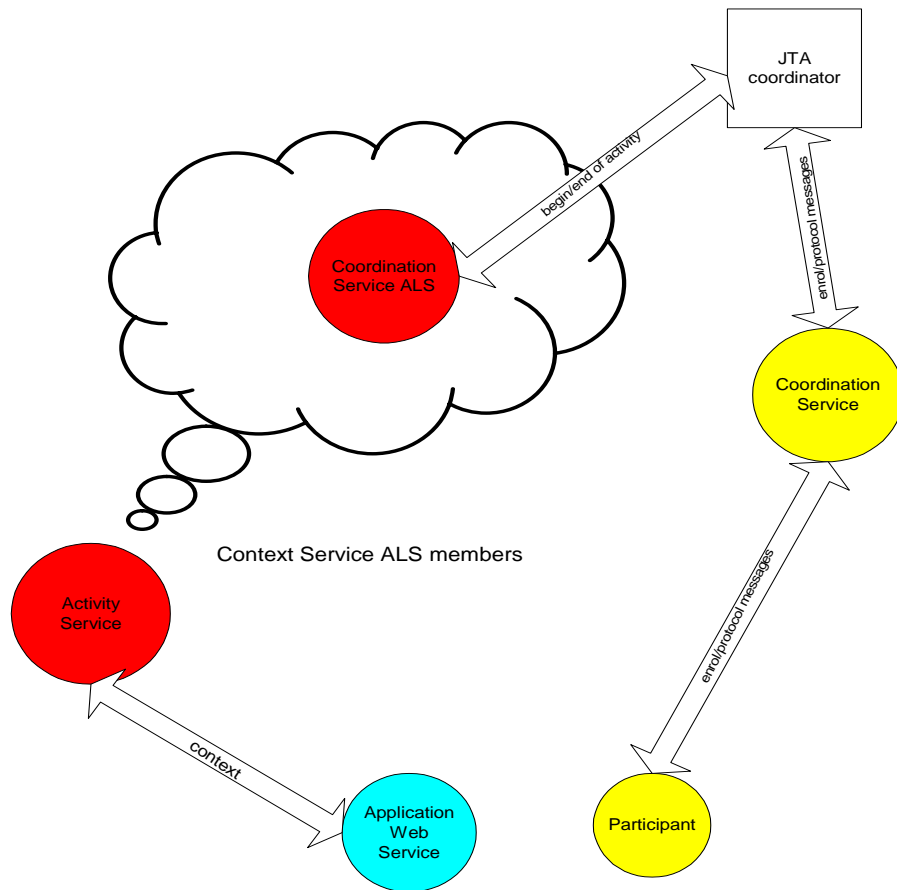 JTA
coordinator
begin/end of activity
enrol/protocol messages
Coordination
Service ALS
Coordination
Service
Context Service ALS members
enrol/protocol messages
Activity
Service
context
Application
Web
Service
Participant